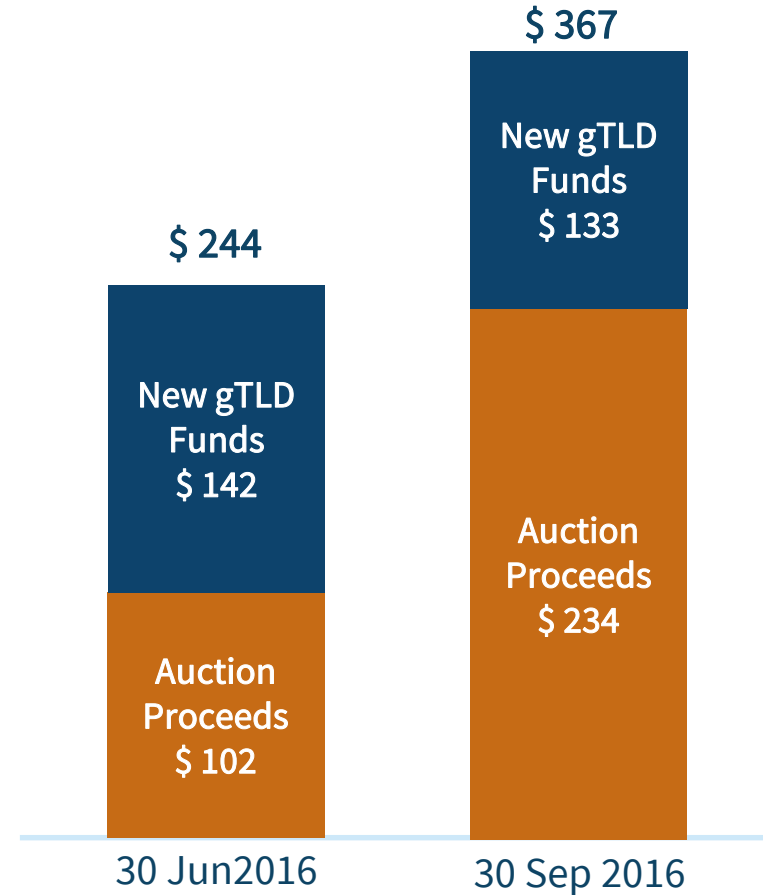 $ 367
New gTLD
Funds
$ 133
$ 244
New gTLD
Funds
$ 142
Auction
Proceeds
$ 234
Auction
Proceeds
$ 102
30 Jun2016
30 Sep 2016